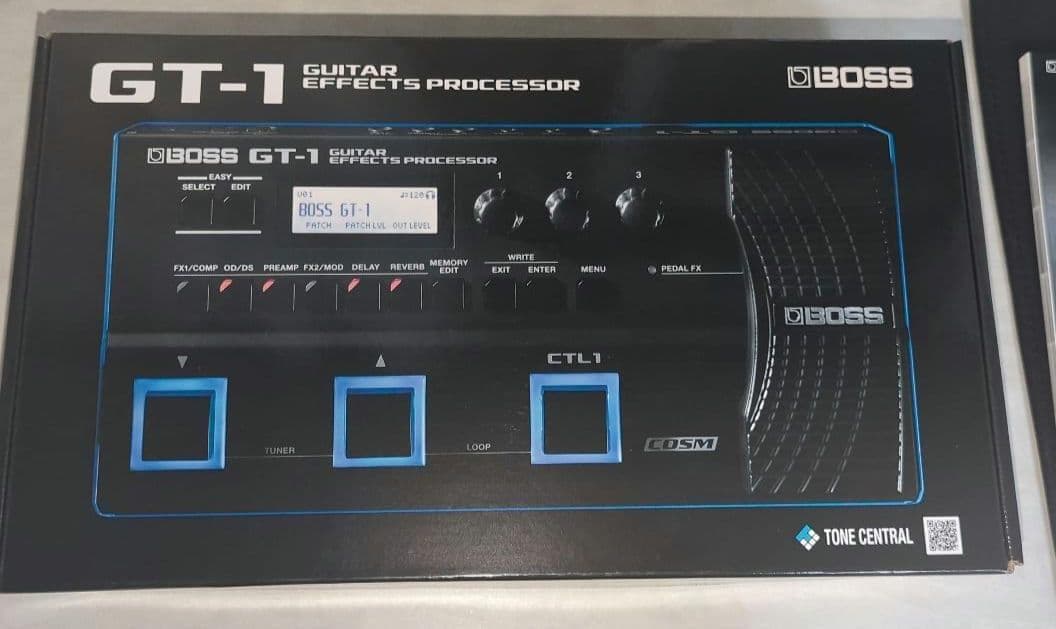 GT-1 GUITAR EFFECTS PROCESSOR
BOSS
BOSS GT-1 GUITAR EFFECTS PROCESSOR
EASY
SELECT EDIT
U01 ♩=120
BOSS GT-1
PATCH PATCH LVL OUT LEVEL
1 2 3
FX1/COMP OD/DS PREAMP FX2/MOD DELAY REVERB MEMORY EDIT
WRITE
EXIT ENTER
MENU
PEDAL FX
BOSS
CTL1
TUNER
LOOP
COSM
TONE CENTRAL